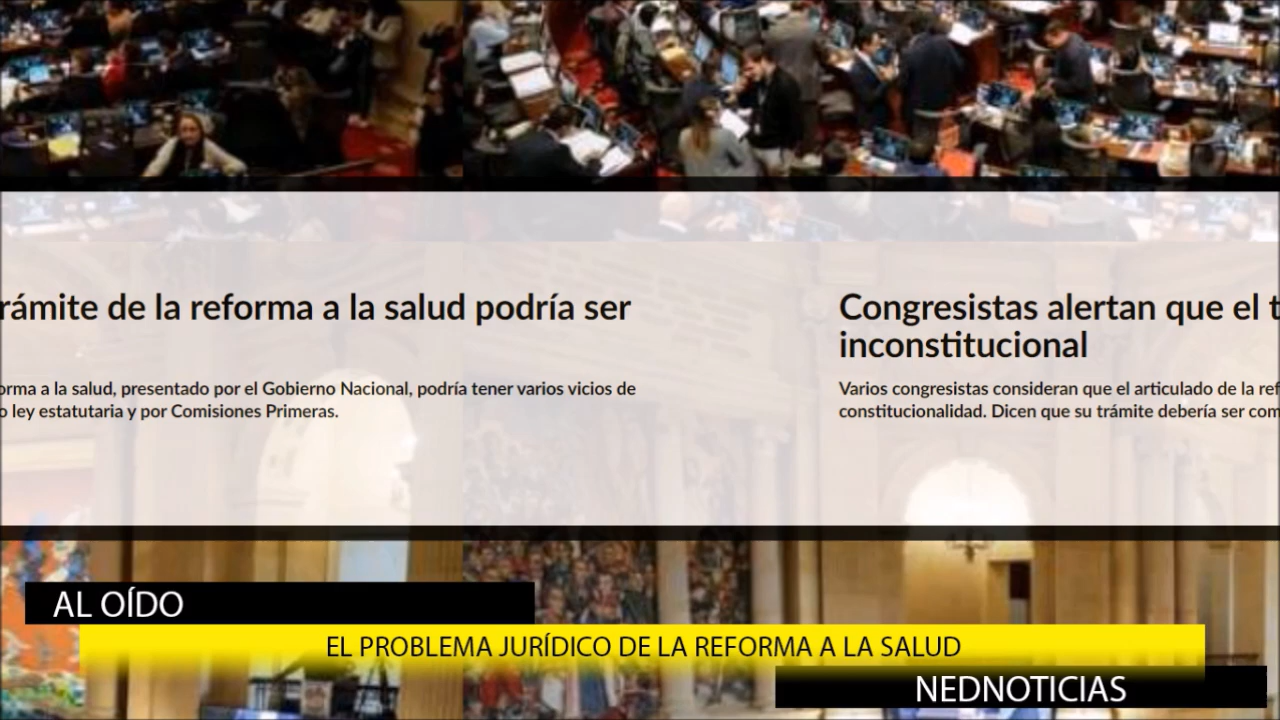 rámite de la reforma a la salud podría ser
orma a la salud, presentado por el Gobierno Nacional, podría tener varios vicios de
o ley estatutaria y por Comisiones Primeras.
Congresistas alertan que el t
inconstitucional
Varios congresistas consideran que el articulado de la ref
constitucionalidad. Dicen que su trámite debería ser com
AL OÍDO
EL PROBLEMA JURÍDICO DE LA REFORMA A LA SALUD
NEDNOTICIAS